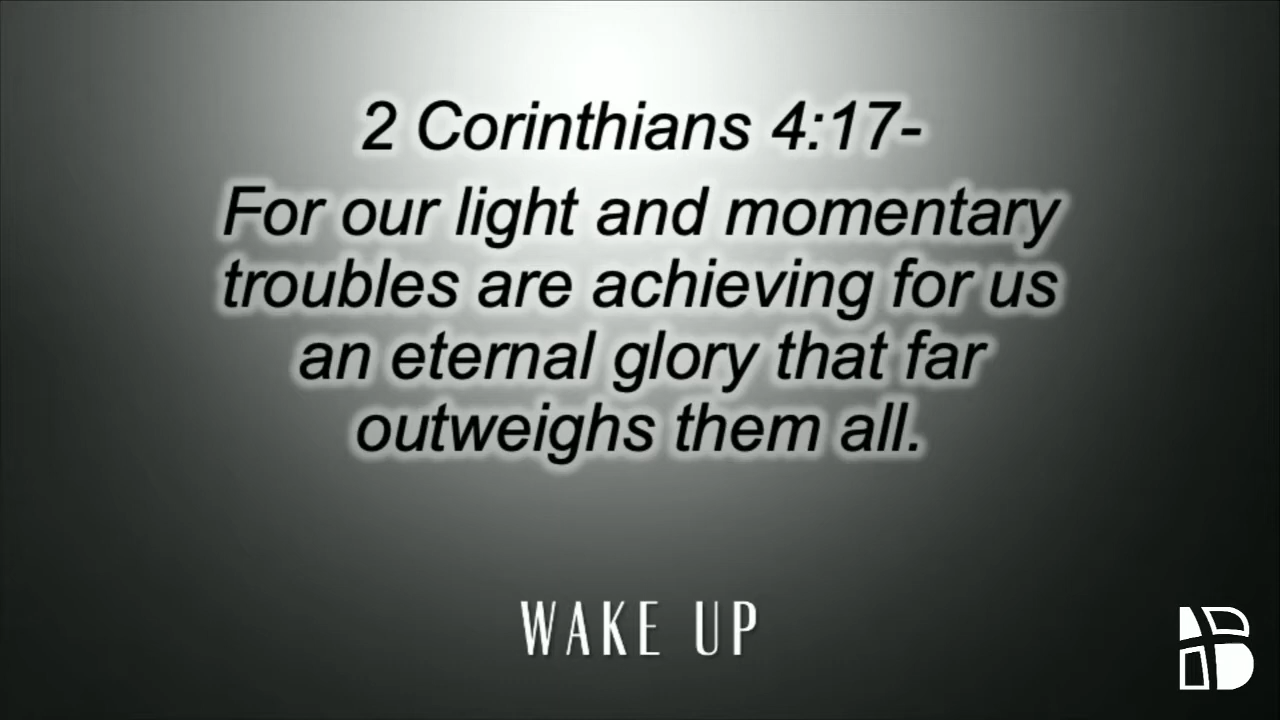 2 Corinthians 4:17-
For our light and momentary
troubles are achieving for us
an eternal glory that far
outweighs them all.
WAKE UP